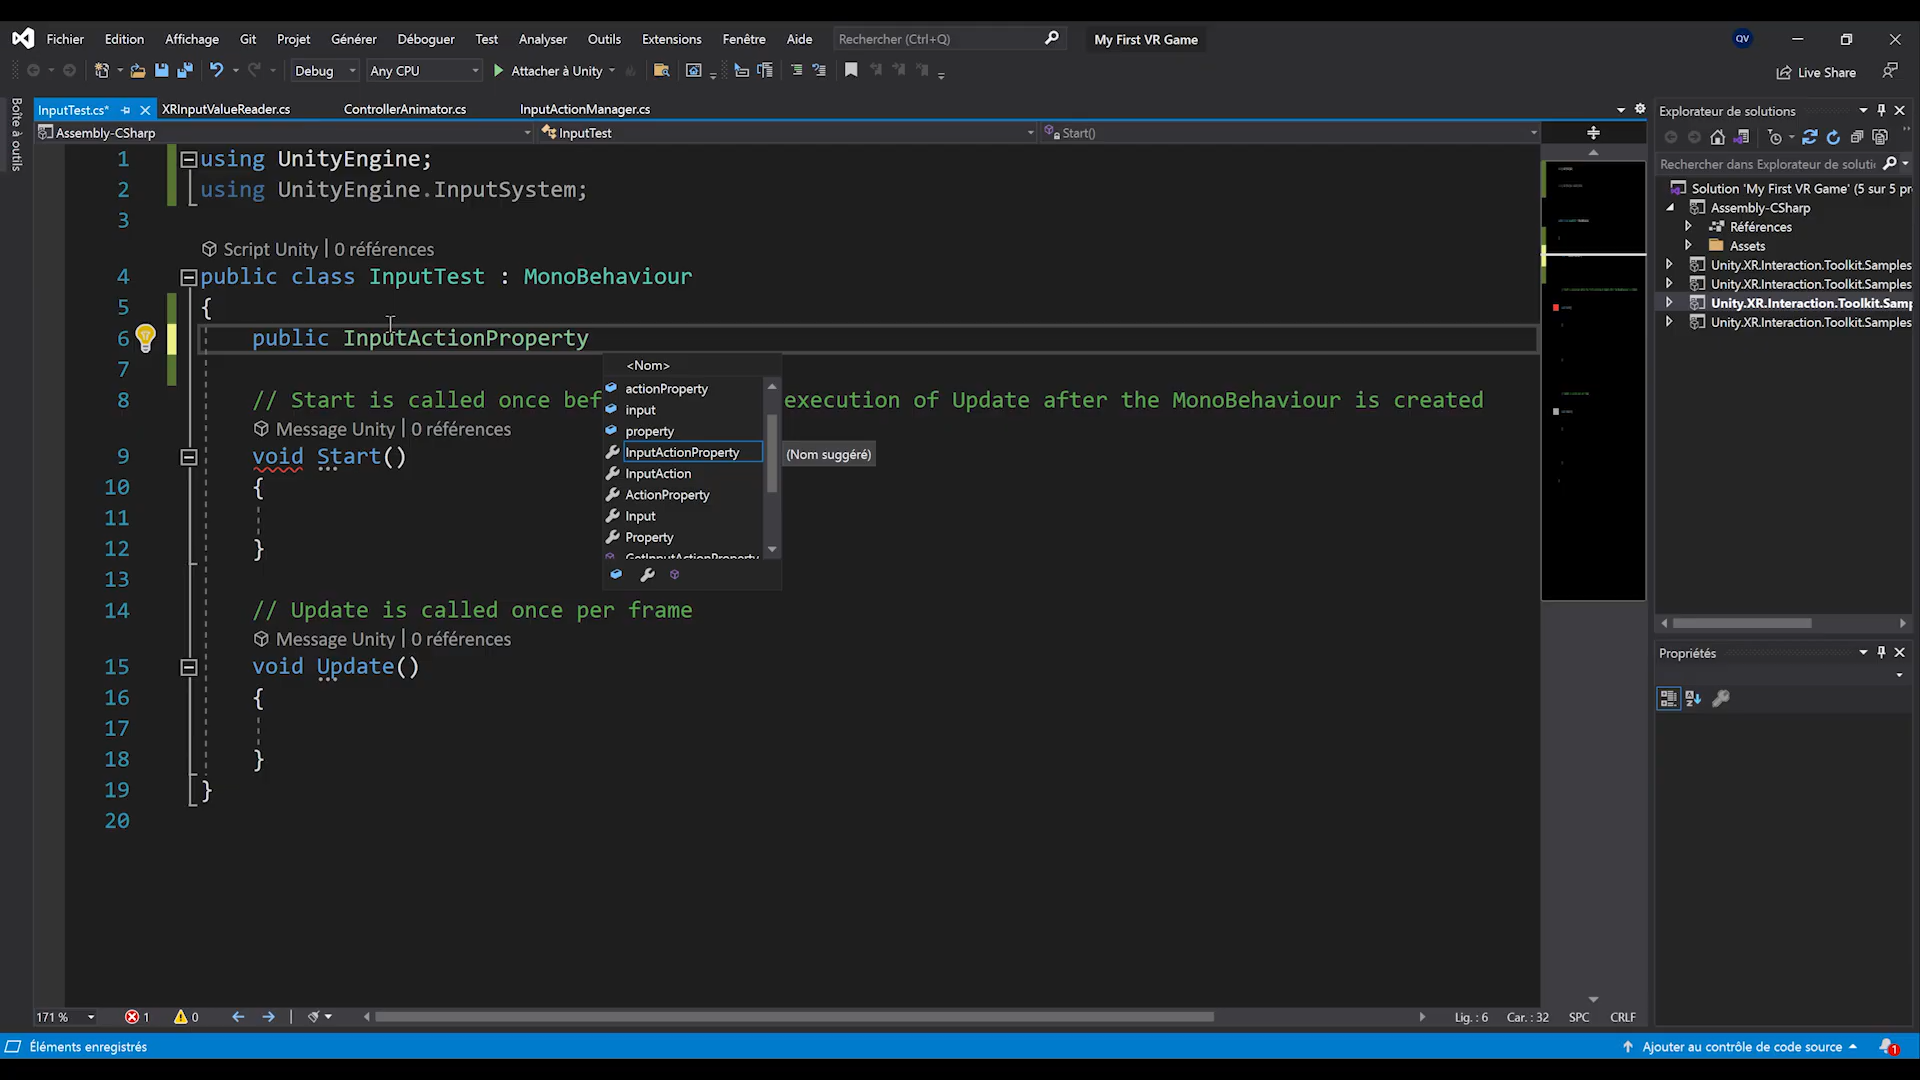 Fichier Edition Affichage Git Projet Générer Déboguer Test Analyser Outils Extensions Fenêtre Aide Rechercher (Ctrl+Q) My First VR Game QV
Debug Any CPU Attacher à Unity Live Share
Boîte à outils
InputTest.cs* XRInputValueReader.cs ControllerAnimator.cs InputActionManager.cs
Assembly-CSharp InputTest Start()
1 using UnityEngine;
2 using UnityEngine.InputSystem;
3
Script Unity | 0 références
4 public class InputTest : MonoBehaviour
5 {
6 public InputActionProperty
7
8 // Start is called once bef execution of Update after the MonoBehaviour is created
Message Unity | 0 références
9 void Start()
10 {
11
12 }
13
14 // Update is called once per frame
Message Unity | 0 références
15 void Update()
16 {
17
18 }
19 }
20
<Nom>
actionProperty
input
property
InputActionProperty
InputAction
ActionProperty
Input
Property
GetInputActionProperty
(Nom suggéré)
Explorateur de solutions
Rechercher dans Explorateur de soluti
Solution 'My First VR Game' (5 sur 5 pr
Assembly-CSharp
Références
Assets
Unity.XR.Interaction.Toolkit.Samples
Unity.XR.Interaction.Toolkit.Samples
Unity.XR.Interaction.Toolkit.Samp
Unity.XR.Interaction.Toolkit.Samples
Propriétés
171 % 1 0 Lig. : 6 Car. : 32 SPC CRLF
Éléments enregistrés Ajouter au contrôle de code source 1